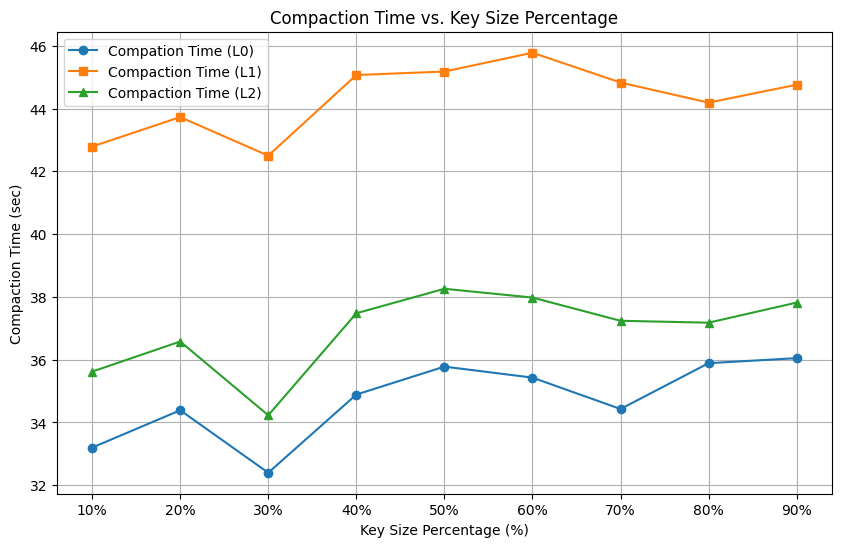 Compaction Time vs. Key Size Percentage
Compation Time (L0)
Compaction Time (L1)
Compaction Time (L2)
Compaction Time (sec)
46
44
42
40
38
36
34
32
10% 20% 30% 40% 50% 60% 70% 80% 90%
Key Size Percentage (%)